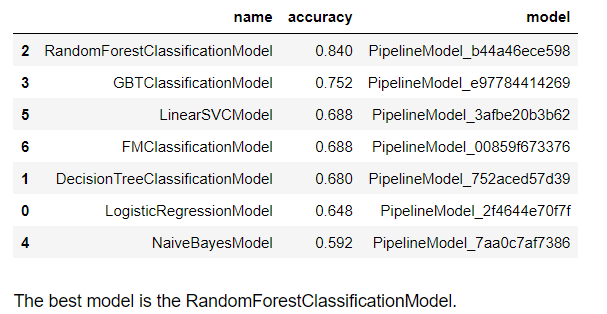 name accuracy model
2 RandomForestClassificationModel 0.840 PipelineModel_b44a46ece598
3 GBTClassificationModel 0.752 PipelineModel_e97784414269
5 LinearSVCModel 0.688 PipelineModel_3afbe20b3b62
6 FMClassificationModel 0.688 PipelineModel_00859f673376
1 DecisionTreeClassificationModel 0.680 PipelineModel_752aced57d39
0 LogisticRegressionModel 0.648 PipelineModel_2f4644e70f7f
4 NaiveBayesModel 0.592 PipelineModel_7aa0c7af7386
The best model is the RandomForestClassificationModel.